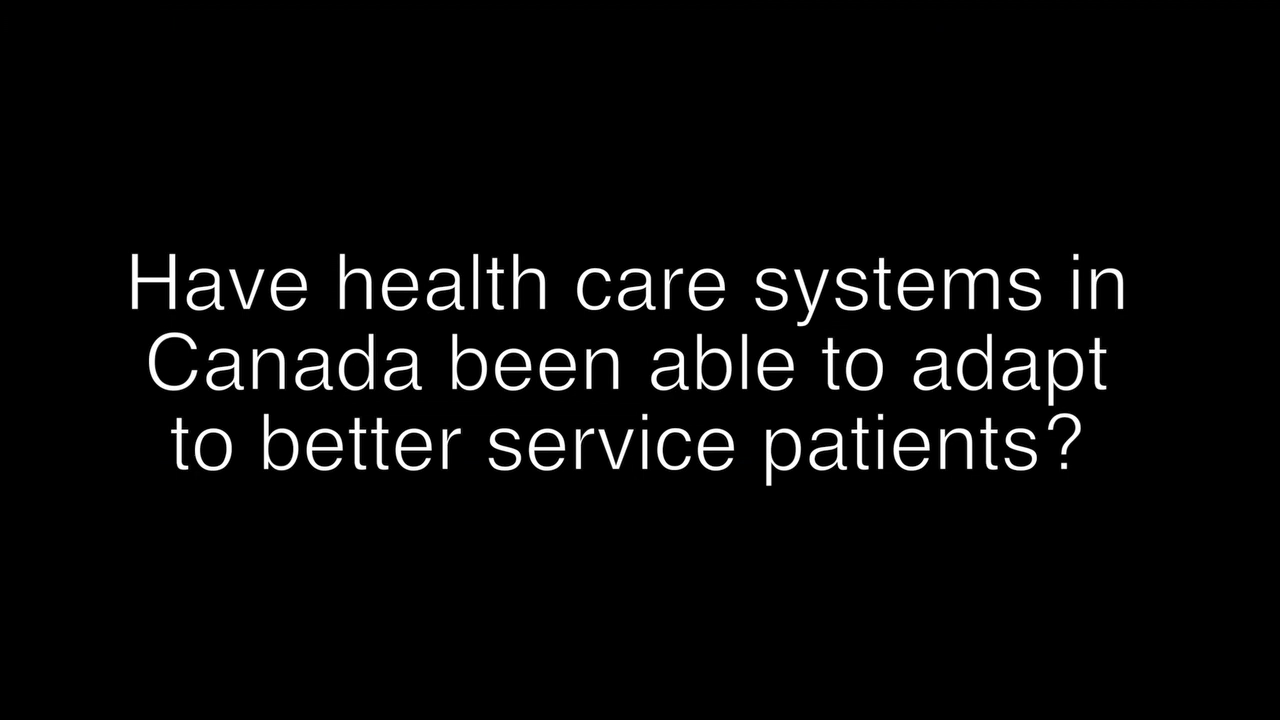 Have health care systems in
Canada been able to adapt
to better service patients?